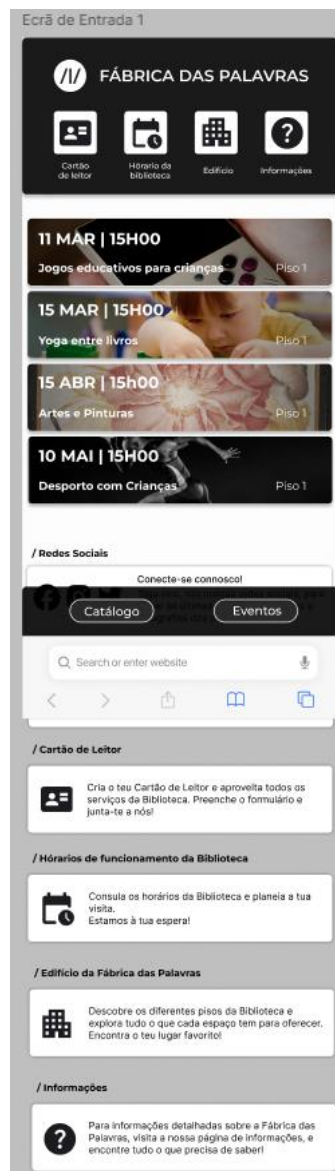 Ecrã de Entrada 1
/I/ FÁBRICA DAS PALAVRAS
Cartão
de leitor
Hórario da
biblioteca
Edifício
Informações
11 MAR | 15H00
Jogos educativos para crianças
Piso 1
15 MAR | 15H00
Yoga entre livros
Piso 1
15 ABR | 15h00
Artes e Pinturas
Piso 1
10 MAI | 15H00
Desporto com Crianças
Piso 1
/ Redes Sociais
Conecte-se connosco!
Catálogo
Eventos
Search or enter website
/ Cartão de Leitor
Cria o teu Cartão de Leitor e aproveita todos os
serviços da Biblioteca. Preenche o formulário e
junta-te a nós!
/ Hórarios de funcionamento da Biblioteca
Consula os horários da Biblioteca e planeia a tua
visita.
Estamos à tua espera!
/ Edifício da Fábrica das Palavras
Descobre os diferentes pisos da Biblioteca e
explora tudo o que cada espaço tem para oferecer.
Encontra o teu lugar favorito!
/ Informações
Para informações detalhadas sobre a Fábrica das
Palavras, visita a nossa página de informações, e
encontre tudo o que precisa de saber!